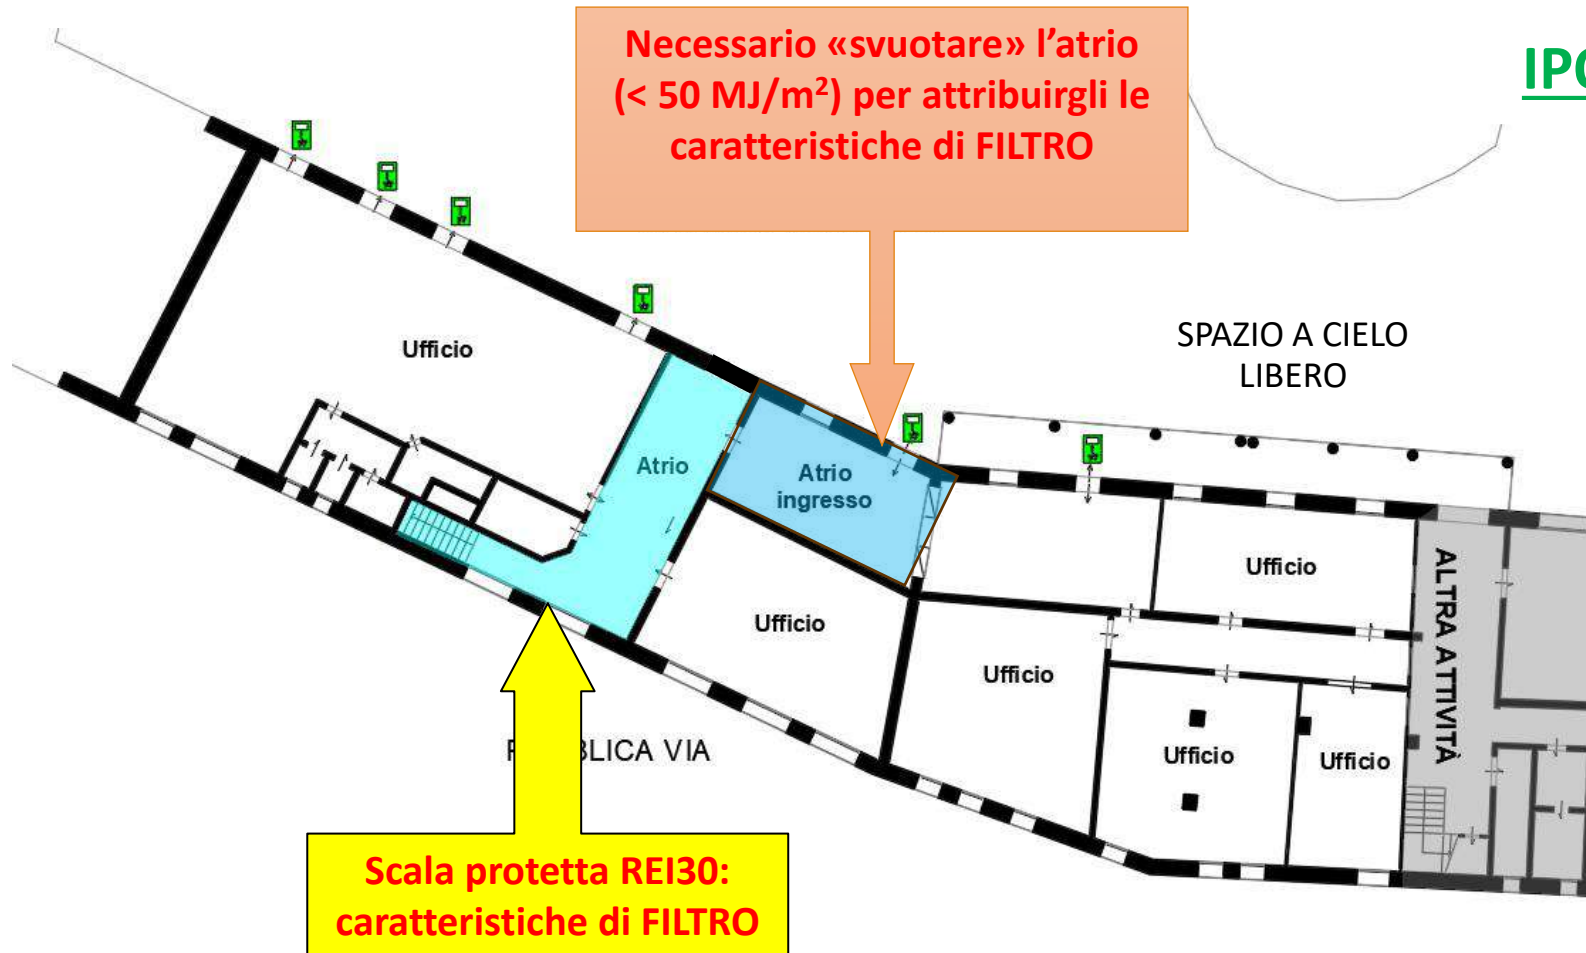 Necessario «svuotare» l’atrio
(< 50 MJ/m²) per attribuirgli le
caratteristiche di FILTRO
SPAZIO A CIELO
LIBERO
Ufficio
Atrio
Atrio
ingresso
Ufficio
Ufficio
Ufficio
Ufficio
Ufficio
ALTRA ATTIVITÀ
BLICA VIA
Scala protetta REI30:
caratteristiche di FILTRO